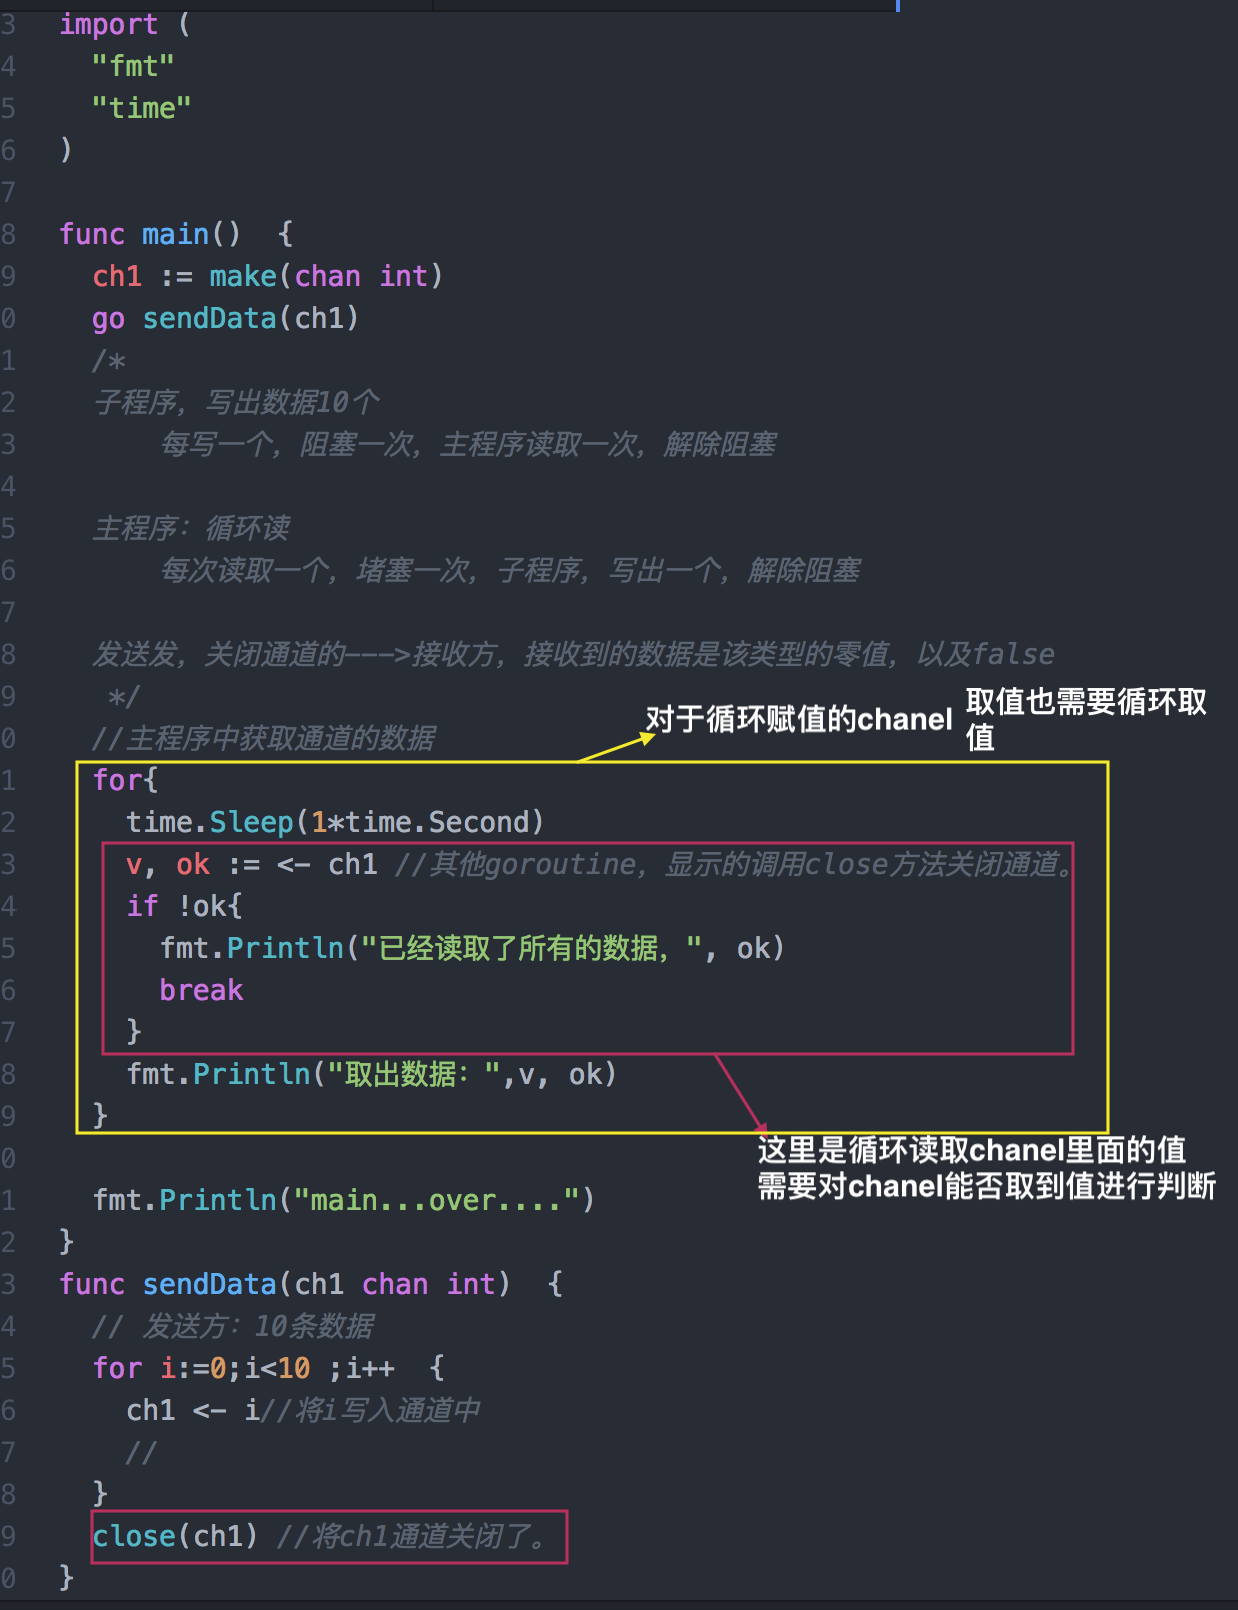 3 import (
4 "fmt"
5 "time"
6 )
7
8 func main()  {
9 ch1 := make(chan int)
0 go sendData(ch1)
1 /*
2 子程序，写出数据10个
3 每写一个，阻塞一次，主程序读取一次，解除阻塞
4
5 主程序：循环读
6 每次读取一个，堵塞一次，子程序，写出一个，解除阻塞
7
8 发送发，关闭通道的--->接收方，接收到的数据是该类型的零值，以及false
9 */
对于循环赋值的chanel 取值也需要循环取
值
0 //主程序中获取通道的数据
1 for{
2 time.Sleep(1*time.Second)
3 v, ok := <- ch1 //其他goroutine，显示的调用close方法关闭通道。
4 if !ok{
5 fmt.Println("已经读取了所有的数据，", ok)
6 break
7 }
8 fmt.Println("取出数据：",v, ok)
9 }
这里是循环读取chanel里面的值
需要对chanel能否取到值进行判断
0
1 fmt.Println("main...over....")
2 }
3 func sendData(ch1 chan int)  {
4 // 发送方：10条数据
5 for i:=0;i<10 ;i++  {
6 ch1 <- i//将i写入通道中
7 //
8 }
9 close(ch1) //将ch1通道关闭了。
0 }